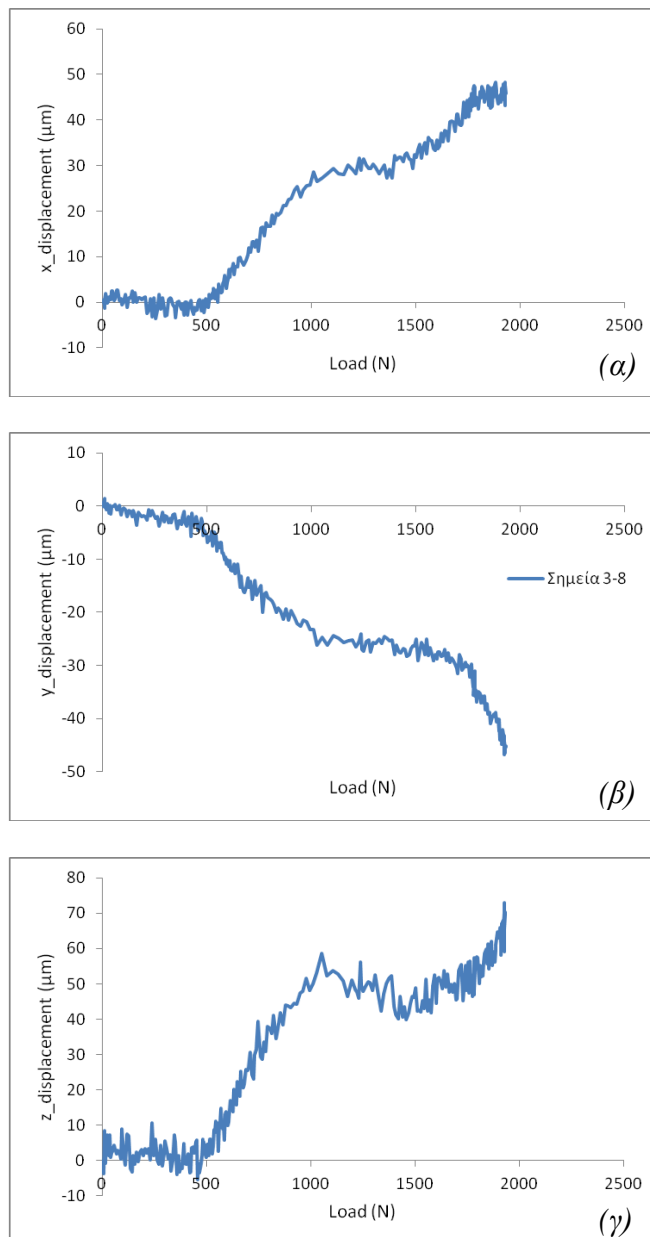 60
50
40
30
20
10
0
-10
x_displacement (μm)
0 500 1000 1500 2000 2500
Load (N)
(α)
10
0
-10
-20
-30
-40
-50
y_displacement (μm)
0 500 1000 1500 2000 2500
Σημεία 3-8
Load (N)
(β)
80
70
60
50
40
30
20
10
0
-10
z_displacement (μm)
0 500 1000 1500 2000 2500
Load (N)
(γ)